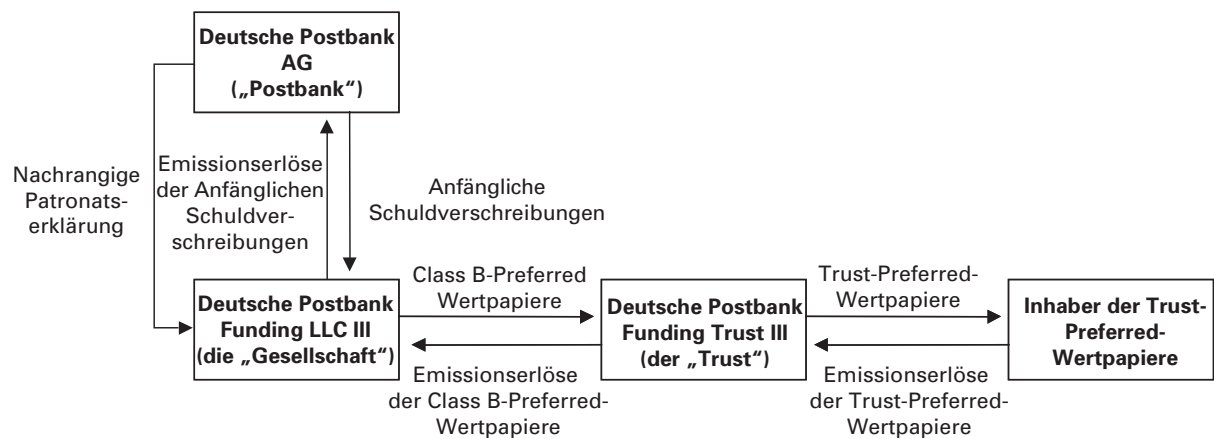 Deutsche Postbank
AG
(„Postbank“)
Nachrangige
Patronats-
erklärung
Emissionserlöse
der Anfänglichen
Schuldver-
schreibungen
Anfängliche
Schuldverschreibungen
Deutsche Postbank
Funding LLC III
(die „Gesellschaft“)
Class B-Preferred
Wertpapiere
Emissionserlöse
der Class B-Preferred-
Wertpapiere
Deutsche Postbank
Funding Trust III
(der „Trust“)
Trust-Preferred-
Wertpapiere
Emissionserlöse
der Trust-Preferred-
Wertpapiere
Inhaber der Trust-
Preferred-
Wertpapiere